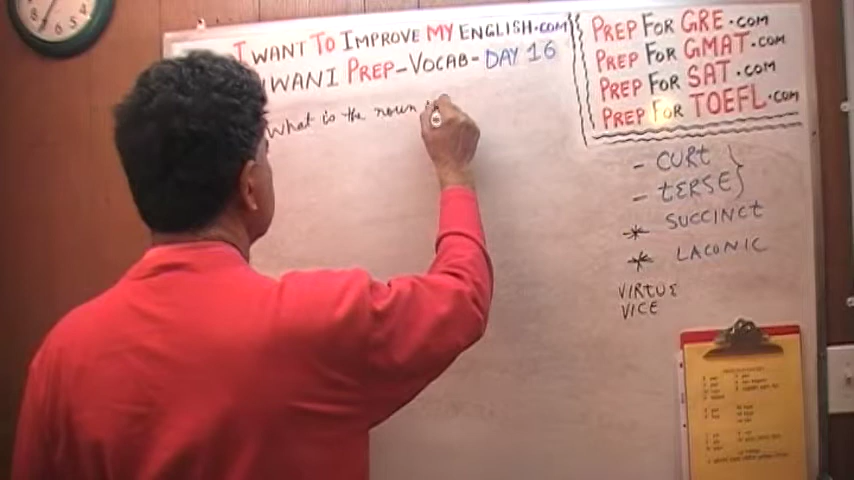 I WANT TO IMPROVE MY ENGLISH.COM
WANI PREP-VOCAB-DAY 16
What is the noun
PREP FOR GRE.COM
PREP FOR GMAT.COM
PREP FOR SAT.COM
PREP FOR TOEFL.COM
- CURT
- TERSE
* SUCCINCT
* LACONIC
VIRTUE
VICE